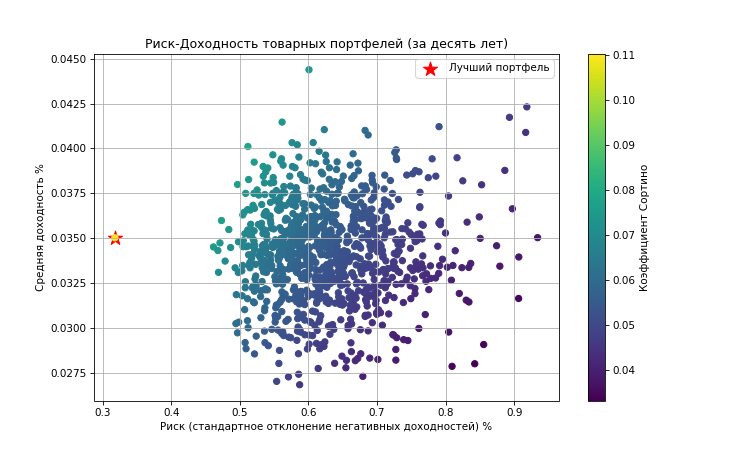 Риск-Доходность товарных портфелей (за десять лет)
Лучший портфель
Средняя доходность %
0.0450
0.0425
0.0400
0.0375
0.0350
0.0325
0.0300
0.0275
0.3 0.4 0.5 0.6 0.7 0.8 0.9
Риск (стандартное отклонение негативных доходностей) %
0.11
0.10
0.09
0.08
0.07
0.06
0.05
0.04
Коэффициент Сортино